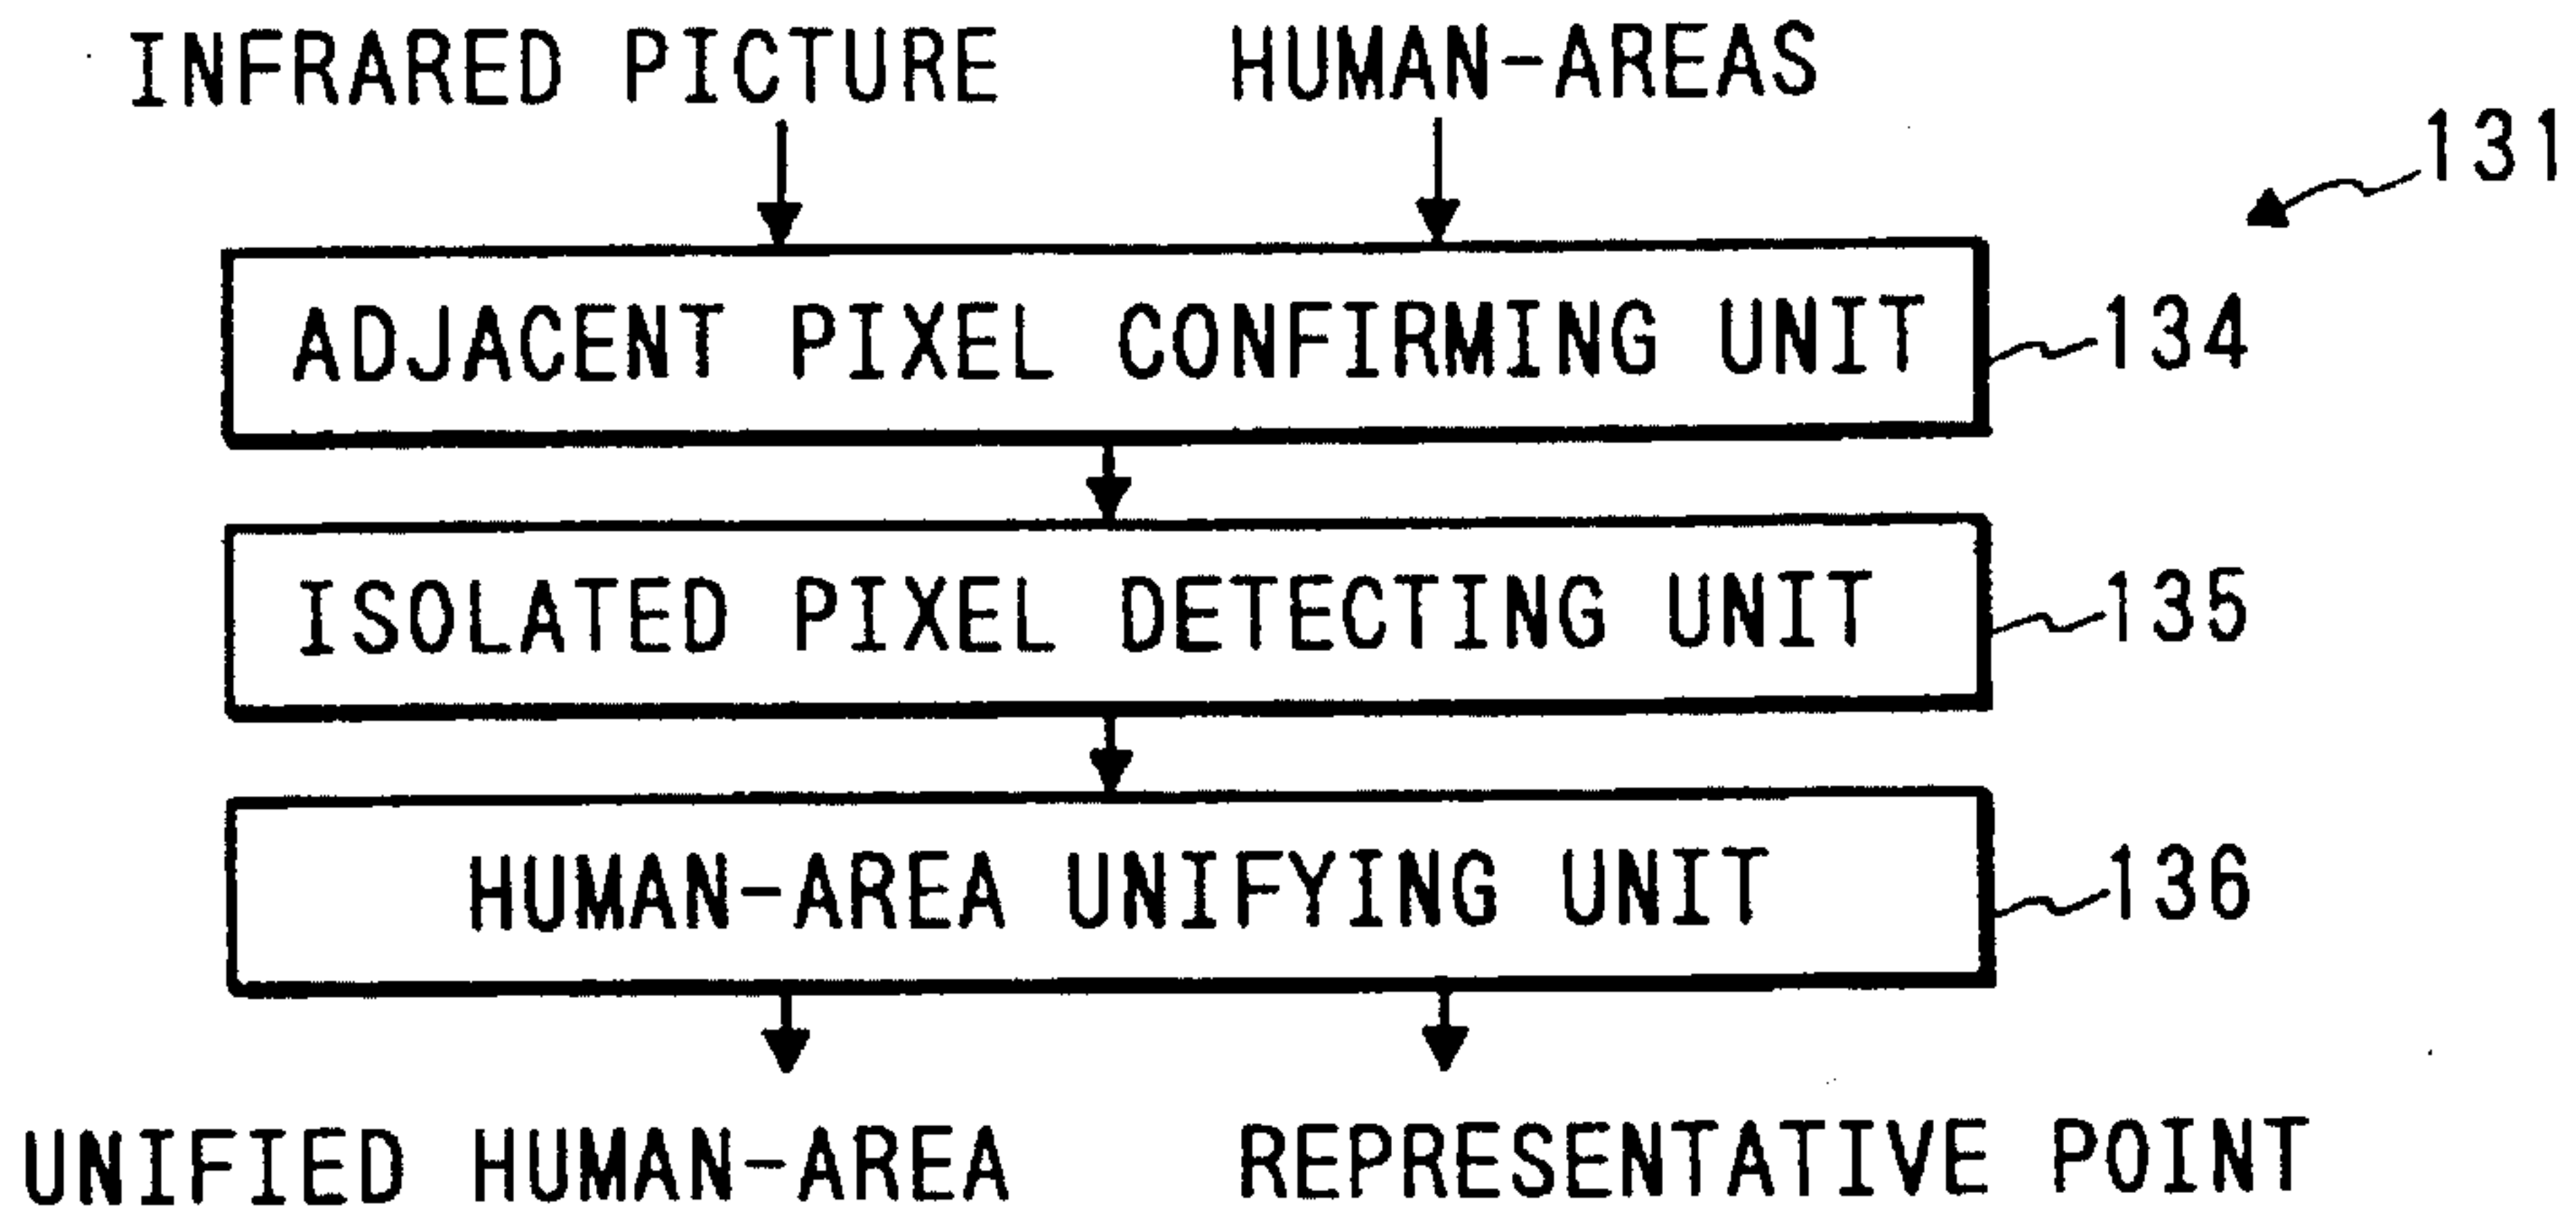 INFRARED PICTURE HUMAN-AREAS
131
ADJACENT PIXEL CONFIRMING UNIT 134
ISOLATED PIXEL DETECTING UNIT 135
HUMAN-AREA UNIFYING UNIT 136
UNIFIED HUMAN-AREA REPRESENTATIVE POINT